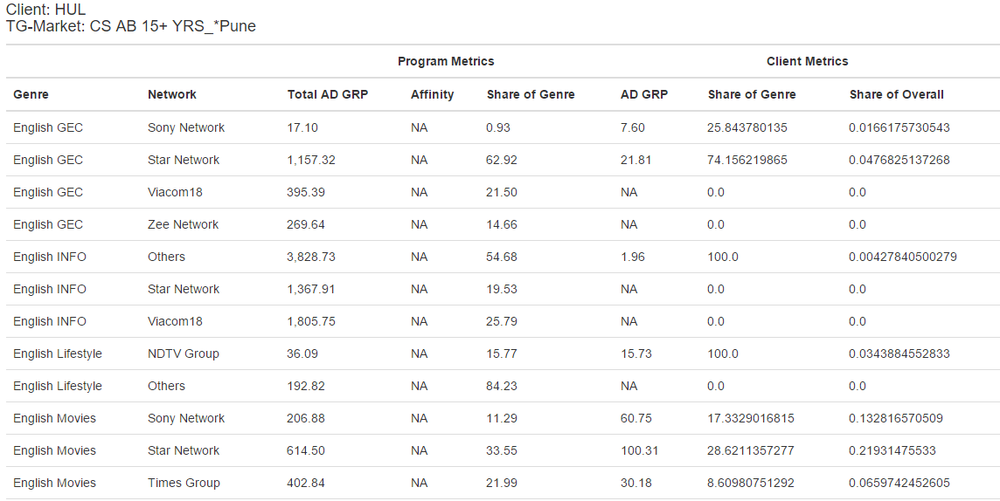 Client: HUL
TG-Market: CS AB 15+ YRS_*Pune
Program Metrics Client Metrics
Genre Network Total AD GRP Affinity Share of Genre AD GRP Share of Genre Share of Overall
English GEC Sony Network 17.10 NA 0.93 7.60 25.843780135 0.0166175730543
English GEC Star Network 1,157.32 NA 62.92 21.81 74.156219865 0.0476825137268
English GEC Viacom18 395.39 NA 21.50 NA 0.0 0.0
English GEC Zee Network 269.64 NA 14.66 NA 0.0 0.0
English INFO Others 3,828.73 NA 54.68 1.96 100.0 0.00427840500279
English INFO Star Network 1,367.91 NA 19.53 NA 0.0 0.0
English INFO Viacom18 1,805.75 NA 25.79 NA 0.0 0.0
English Lifestyle NDTV Group 36.09 NA 15.77 15.73 100.0 0.0343884552833
English Lifestyle Others 192.82 NA 84.23 NA 0.0 0.0
English Movies Sony Network 206.88 NA 11.29 60.75 17.3329016815 0.132816570509
English Movies Star Network 614.50 NA 33.55 100.31 28.6211357277 0.21931475533
English Movies Times Group 402.84 NA 21.99 30.18 8.60980751292 0.0659742452605